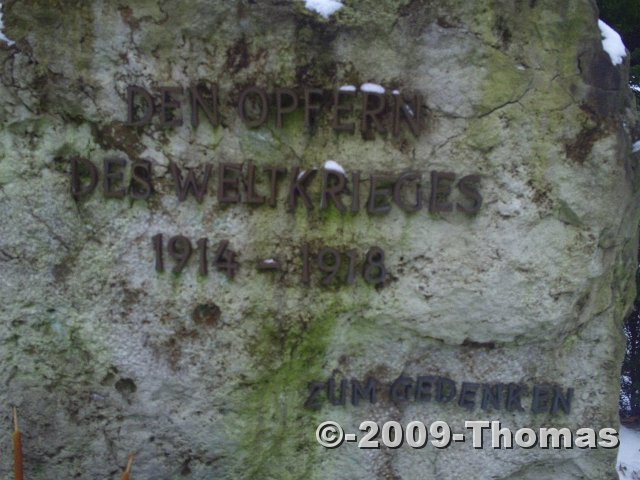 DEN OPFERN
DES WELTKRIEGES
1914 - 1918
ZUM GEDENKEN
©-2009-Thomas